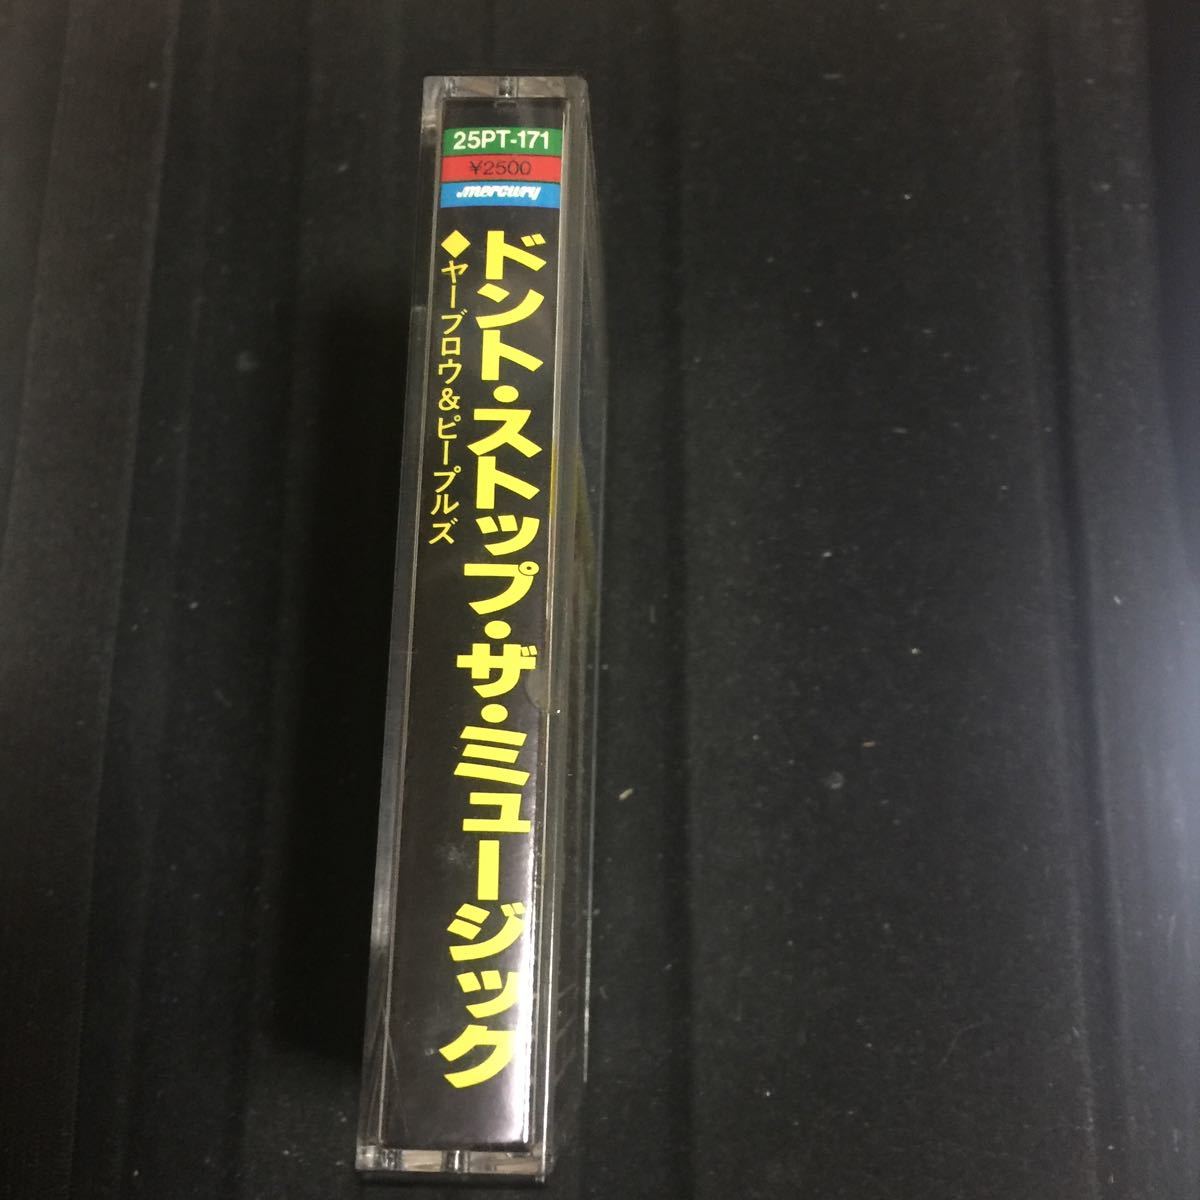 25PT-171
¥2500
mercury
ドント・ストップ・ザ・ミュージック
◆ヤーブロウ&ピープルズ